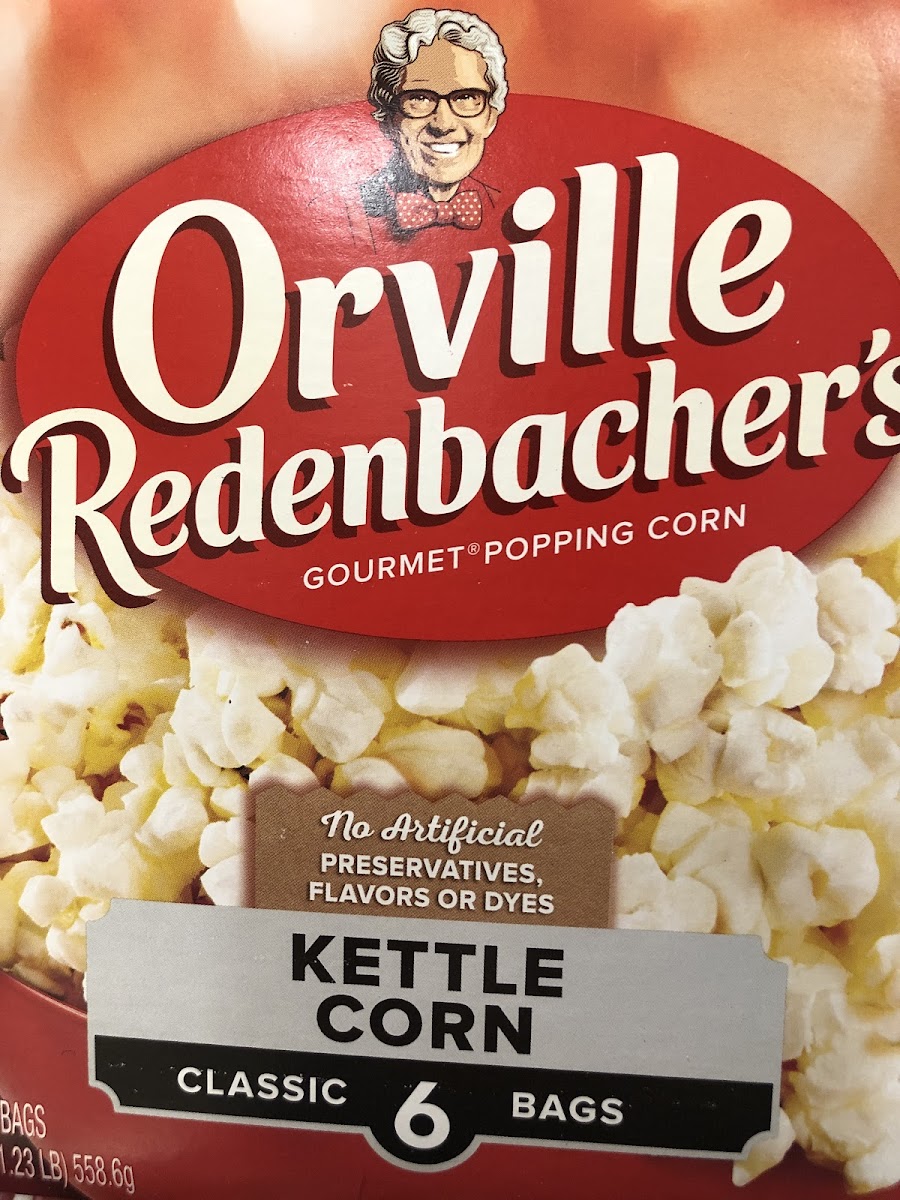 Orville
Redenbacher's
GOURMET® POPPING CORN
No Artificial
PRESERVATIVES,
FLAVORS OR DYES
KETTLE
CORN
CLASSIC 6 BAGS
BAGS
1.23 LB) 558.6g